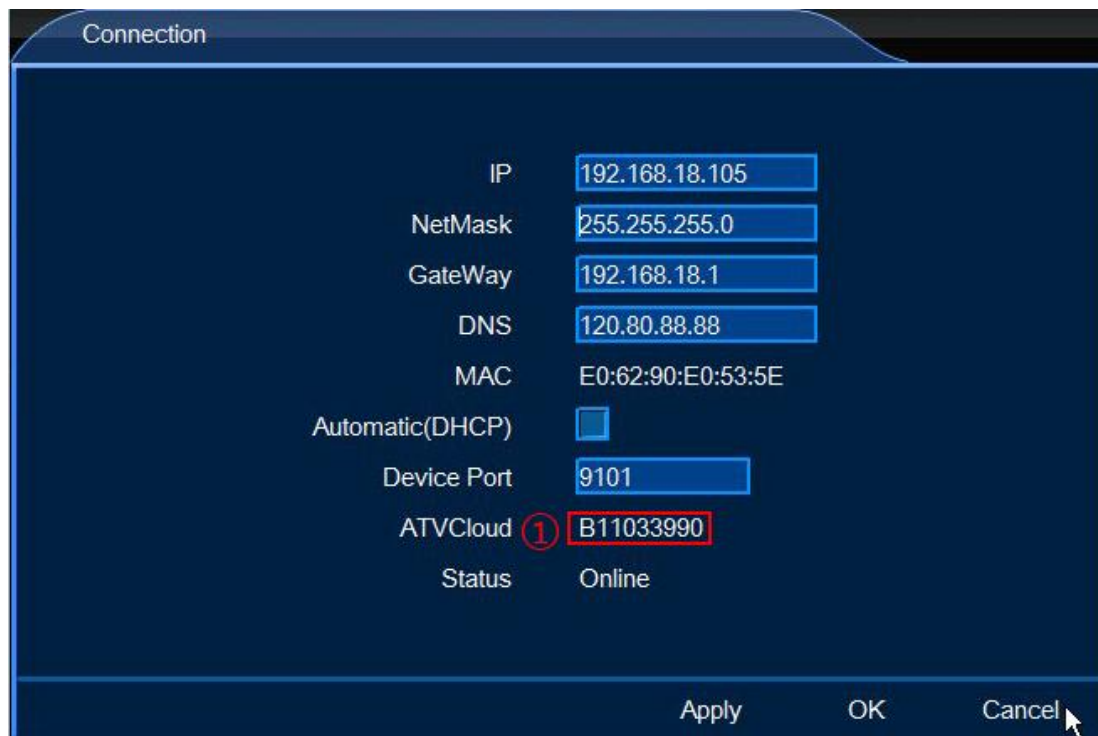 Connection
IP 192.168.18.105
NetMask 255.255.255.0
GateWay 192.168.18.1
DNS 120.80.88.88
MAC E0:62:90:E0:53:5E
Automatic(DHCP)
Device Port 9101
ATVCloud ① B11033990
Status Online
Apply OK Cancel